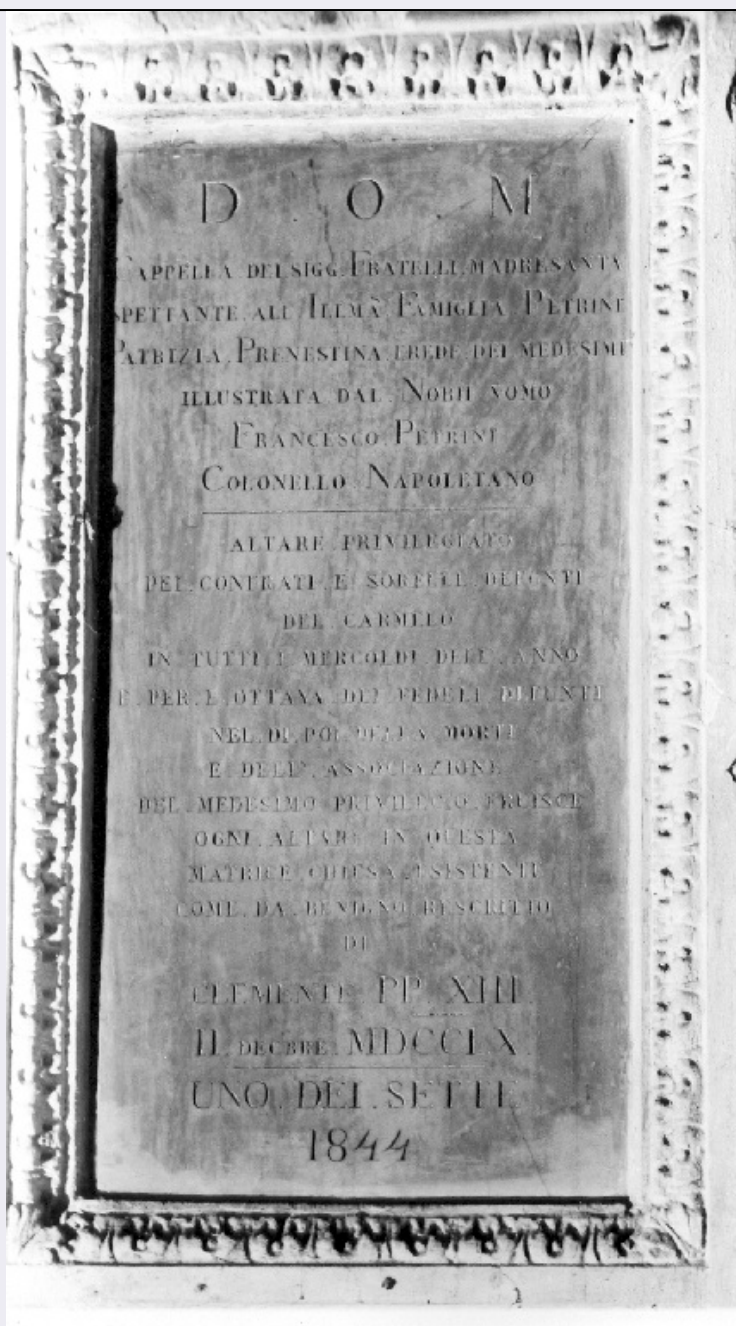 D . O . M
CAPPELLA DEI SIGG. FRATELLI MADRESANTA
SPETTANTE ALL ILLMA FAMIGLIA PETRINI
PATRIZIA PRENESTINA EREDE DEI MEDESIMI
ILLUSTRATA DAL NOBIL VOMO
FRANCESCO PETRINI
COLONELLO NAPOLETANO
ALTARE PRIVILEGIATO
PEI CONFRATI E SORELLE DEFONTI
DEL CARMELO
IN TUTTI I MERCOLDI DELL' ANNO
E PER L OTTAVA DEI FEDELI DEFUNTI
NEL DI POI DELLA MORTE
E DELL' ASSOCIAZIONE
DEL MEDESIMO PRIVILEGIO FRUISCE
OGNI ALTARE IN QUESTA
MATRICE CHIESA ESISTENTE
COME DA BENIGNO RESCRITTO
DI
CLEMENTE PP. XIII.
II DECBRE MDCCLX.
UNO DEI SETTE
1844